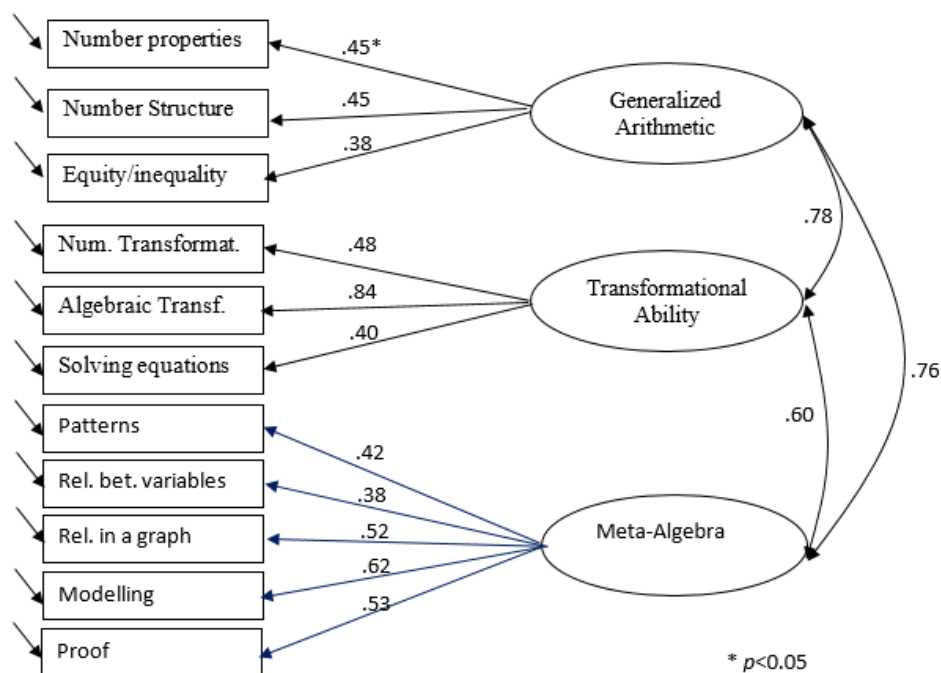 Number properties
.45*
Number Structure
.45
Generalized
Arithmetic
.38
Equity/inequality
.78
Num. Transformat.
.48
Algebraic Transf.
.84
Transformational
Ability
.40
Solving equations
.76
Patterns
.42
.60
Rel. bet. variables
.38
Rel. in a graph
.52
Meta-Algebra
Modelling
.62
.53
Proof
* p<0.05